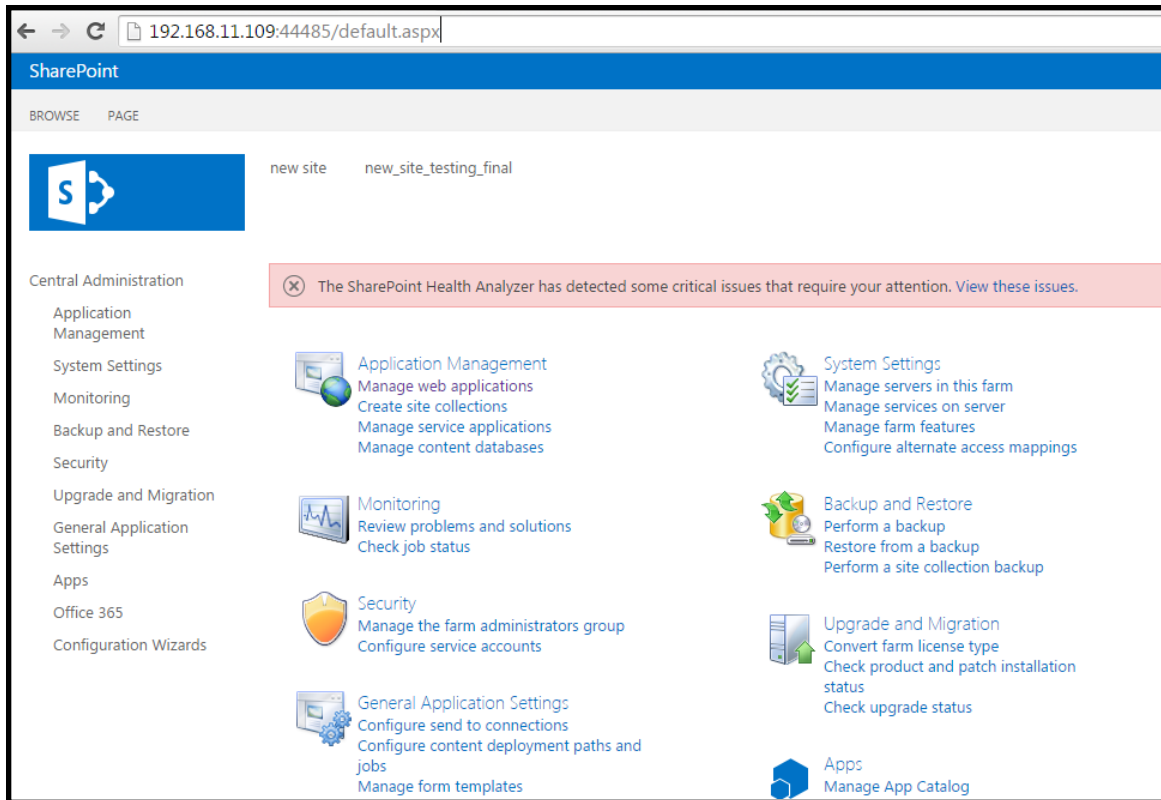 192.168.11.109:44485/default.aspx
SharePoint
BROWSE PAGE
S
new site new_site_testing_final
Central Administration
Application
Management
System Settings
Monitoring
Backup and Restore
Security
Upgrade and Migration
General Application
Settings
Apps
Office 365
Configuration Wizards
The SharePoint Health Analyzer has detected some critical issues that require your attention. View these issues.
Application Management
Manage web applications
Create site collections
Manage service applications
Manage content databases
Monitoring
Review problems and solutions
Check job status
Security
Manage the farm administrators group
Configure service accounts
General Application Settings
Configure send to connections
Configure content deployment paths and
jobs
Manage form templates
System Settings
Manage servers in this farm
Manage services on server
Manage farm features
Configure alternate access mappings
Backup and Restore
Perform a backup
Restore from a backup
Perform a site collection backup
Upgrade and Migration
Convert farm license type
Check product and patch installation
status
Check upgrade status
Apps
Manage App Catalog